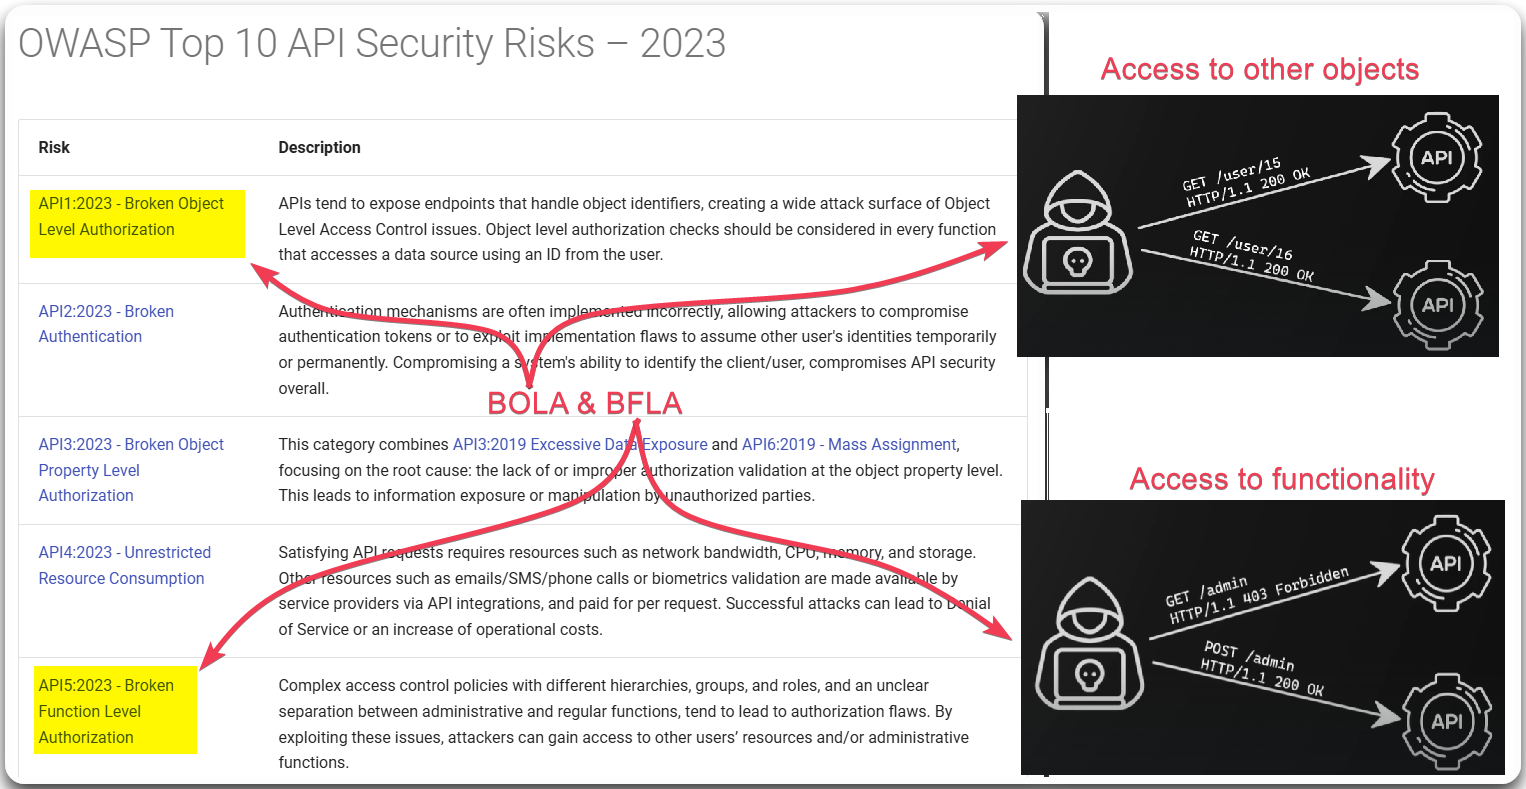 OWASP Top 10 API Security Risks – 2023
Risk
Description
API1:2023 - Broken Object
Level Authorization
APIs tend to expose endpoints that handle object identifiers, creating a wide attack surface of Object
Level Access Control issues. Object level authorization checks should be considered in every function
that accesses a data source using an ID from the user.
API2:2023 - Broken
Authentication
Authentication mechanisms are often implemented incorrectly, allowing attackers to compromise
authentication tokens or to exploit implementation flaws to assume other user's identities temporarily
or permanently. Compromising a system's ability to identify the client/user, compromises API security
overall.
BOLA & BFLA
API3:2023 - Broken Object
Property Level
Authorization
This category combines API3:2019 Excessive Data Exposure and API6:2019 - Mass Assignment,
focusing on the root cause: the lack of or improper authorization validation at the object property level.
This leads to information exposure or manipulation by unauthorized parties.
API4:2023 - Unrestricted
Resource Consumption
Satisfying API requests requires resources such as network bandwidth, CPU, memory, and storage.
Other resources such as emails/SMS/phone calls or biometrics validation are made available by
service providers via API integrations, and paid for per request. Successful attacks can lead to Denial
of Service or an increase of operational costs.
API5:2023 - Broken
Function Level
Authorization
Complex access control policies with different hierarchies, groups, and roles, and an unclear
separation between administrative and regular functions, tend to lead to authorization flaws. By
exploiting these issues, attackers can gain access to other users’ resources and/or administrative
functions.
Access to other objects
GET /user/15
HTTP/1.1 200 OK
API
GET /user/16
HTTP/1.1 200 OK
API
Access to functionality
GET /admin
HTTP/1.1 403 Forbidden
API
POST /admin
HTTP/1.1 200 OK
API